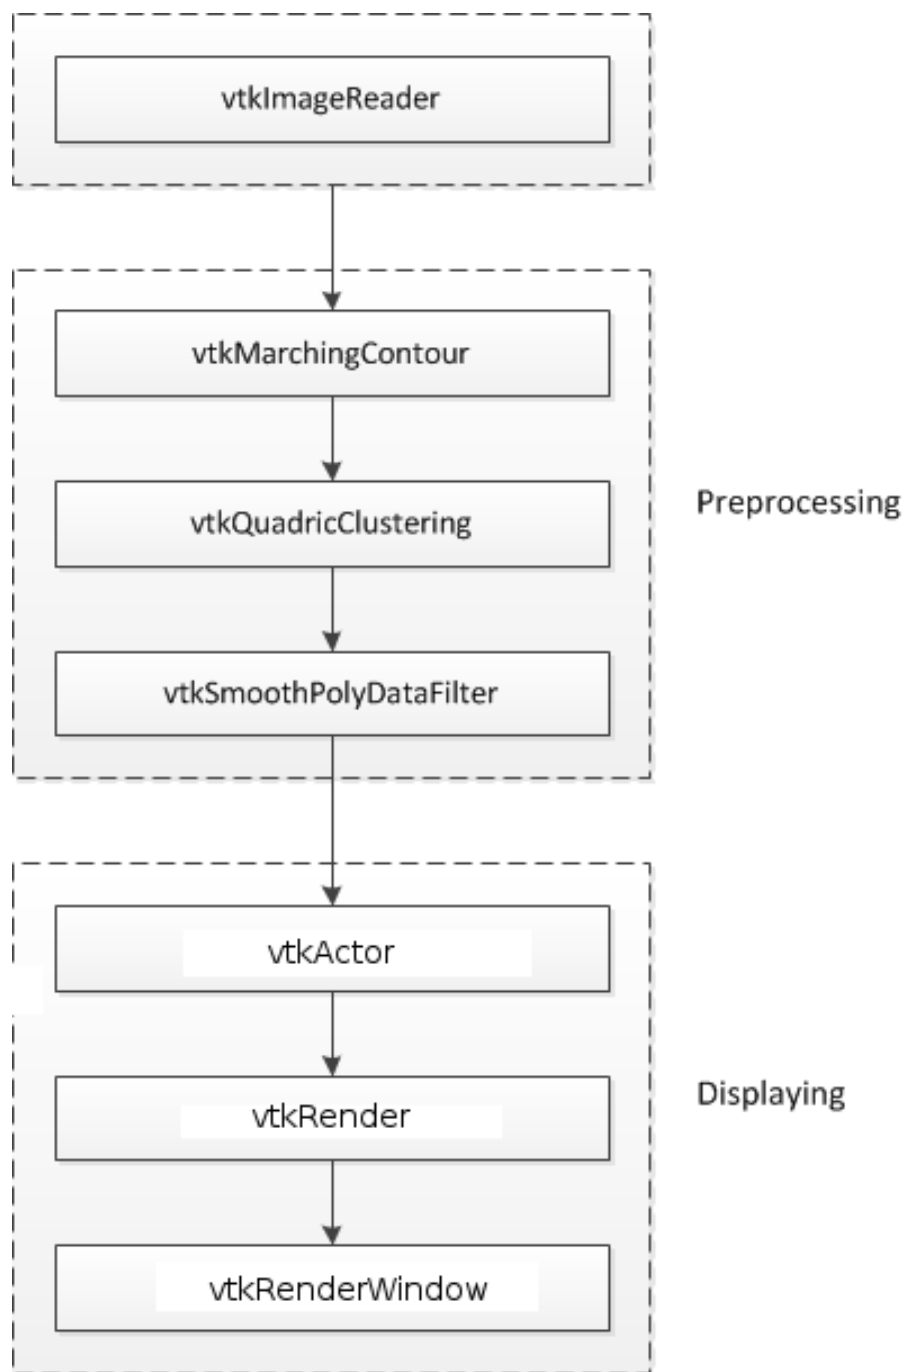 vtkImageReader
vtkMarchingContour
vtkQuadricClustering
vtkSmoothPolyDataFilter
Preprocessing
vtkActor
vtkRender
vtkRenderWindow
Displaying